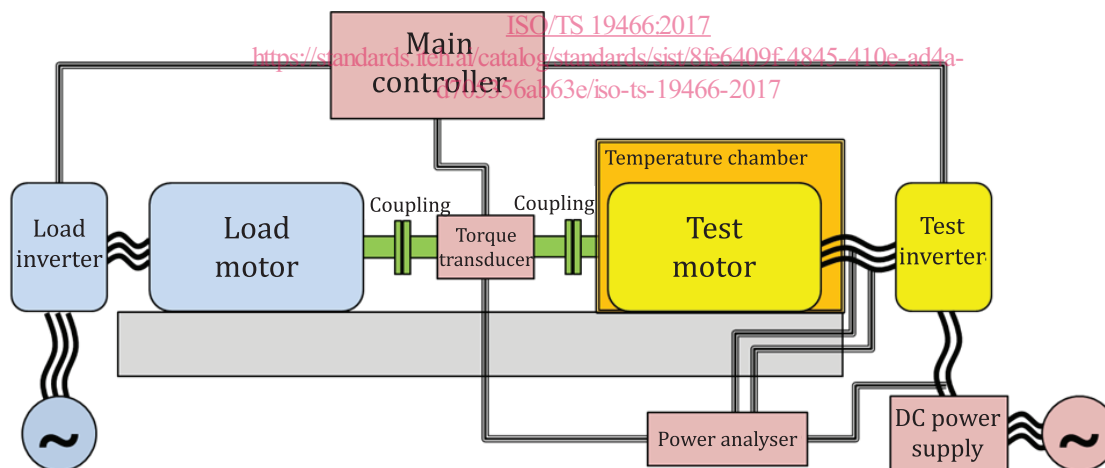 ISO/TS 19466:2017
Main
https://standards.iteh.ai/catalog/standards/sist/8fe6409f-4845-410e-ad4a-
controller
d705356ab63e/iso-ts-19466-2017
Temperature chamber
Coupling
Coupling
Load
inverter
Load
motor
Torque
transducer
Test
motor
Test
inverter
Power analyser
DC power
supply
~
~